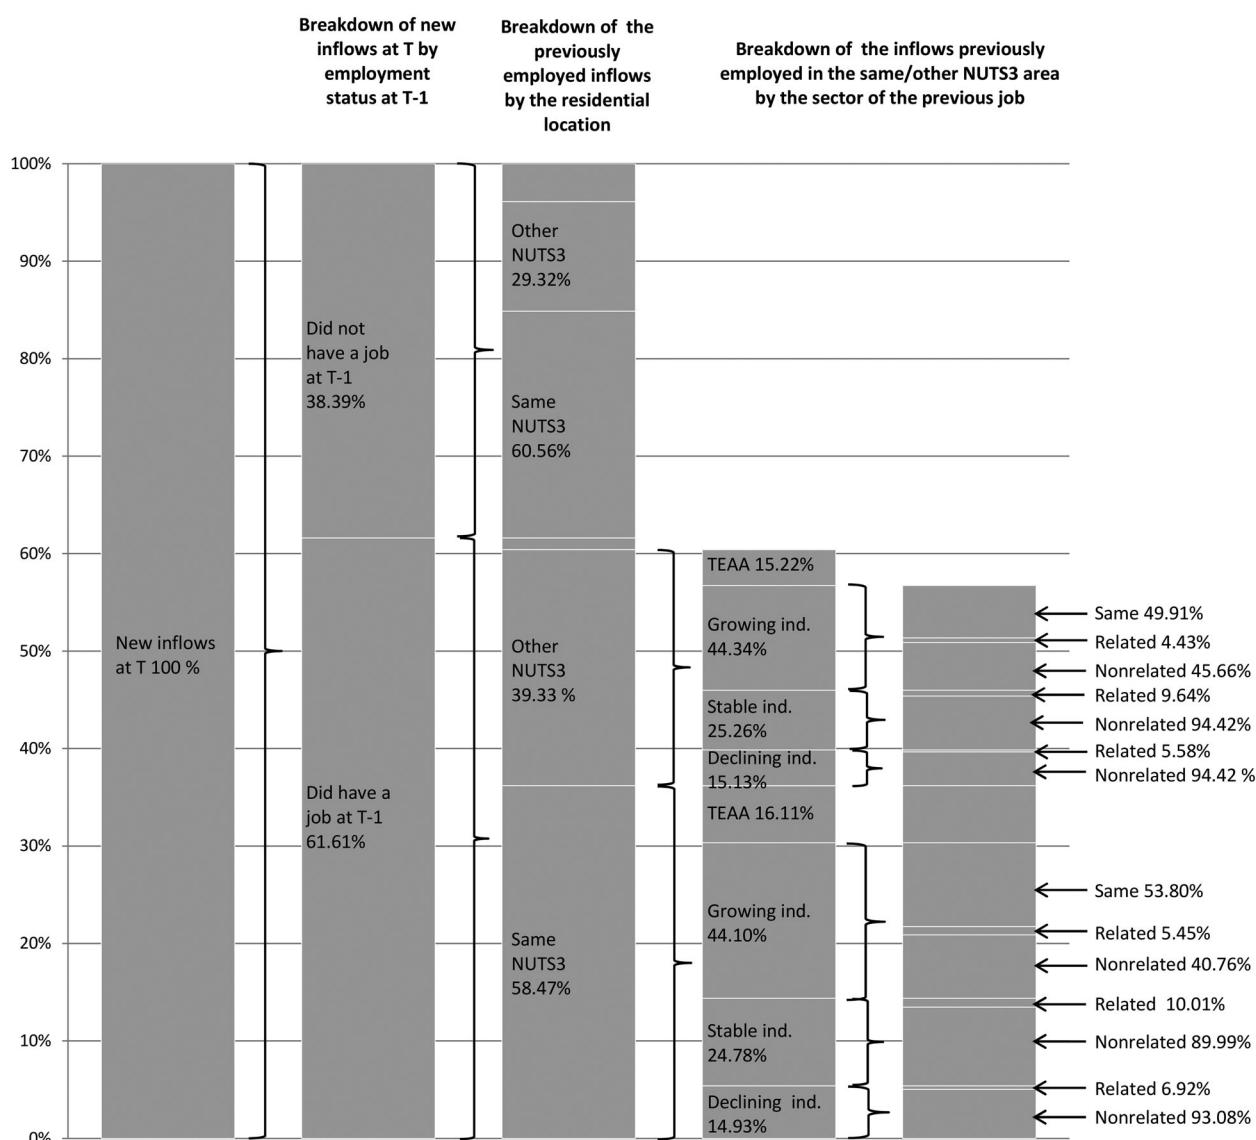 Breakdown of new
inflows at T by
employment
status at T-1
Breakdown of the
previously
employed inflows
by the residential
location
Breakdown of the inflows previously
employed in the same/other NUTS3 area
by the sector of the previous job
100%
90%
80%
70%
60%
50%
40%
30%
20%
10%
0%
New inflows
at T 100 %
Did not
have a job
at T-1
38.39%
Did have a
job at T-1
61.61%
Other
NUTS3
29.32%
Same
NUTS3
60.56%
Other
NUTS3
39.33 %
Same
NUTS3
58.47%
TEAA 15.22%
Growing ind.
44.34%
Stable ind.
25.26%
Declining ind.
15.13%
TEAA 16.11%
Growing ind.
44.10%
Stable ind.
24.78%
Declining ind.
14.93%
Same 49.91%
Related 4.43%
Nonrelated 45.66%
Related 9.64%
Nonrelated 94.42%
Related 5.58%
Nonrelated 94.42 %
Same 53.80%
Related 5.45%
Nonrelated 40.76%
Related 10.01%
Nonrelated 89.99%
Related 6.92%
Nonrelated 93.08%